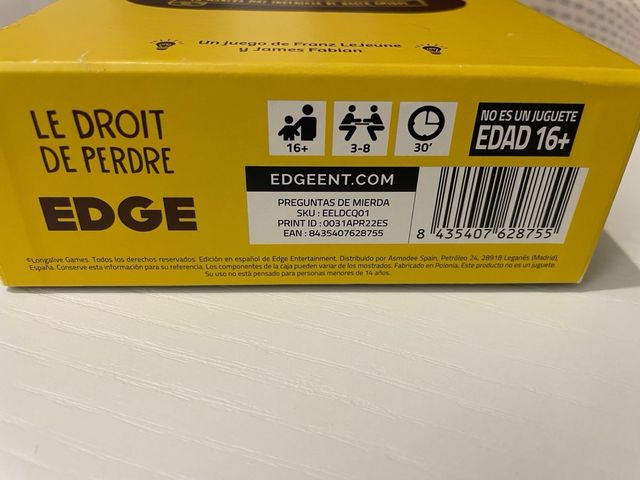 Un juego de Franz LeJeune
y James Fabian
LE DROIT
DE PERDRE
EDGE
16+
3-8
30'
NO ES UN JUGUETE
EDAD 16+
EDGEENT.COM
PREGUNTAS DE MIERDA
SKU : EELDCQ01
PRINT ID : 0031APR22ES
EAN : 8435407628755
8 435407 628755
©Longalive Games. Todos los derechos reservados. Edición en español de Edge Entertainment. Distribuido por Asmodee Spain, Petróleo 24, 28918 Leganés (Madrid),
España. Conserve esta información para su referencia. Los componentes de la caja pueden variar de los mostrados. Fabricado en Polonia. Este producto no es un juguete.
Su uso no está pensado para personas menores de 14 años.